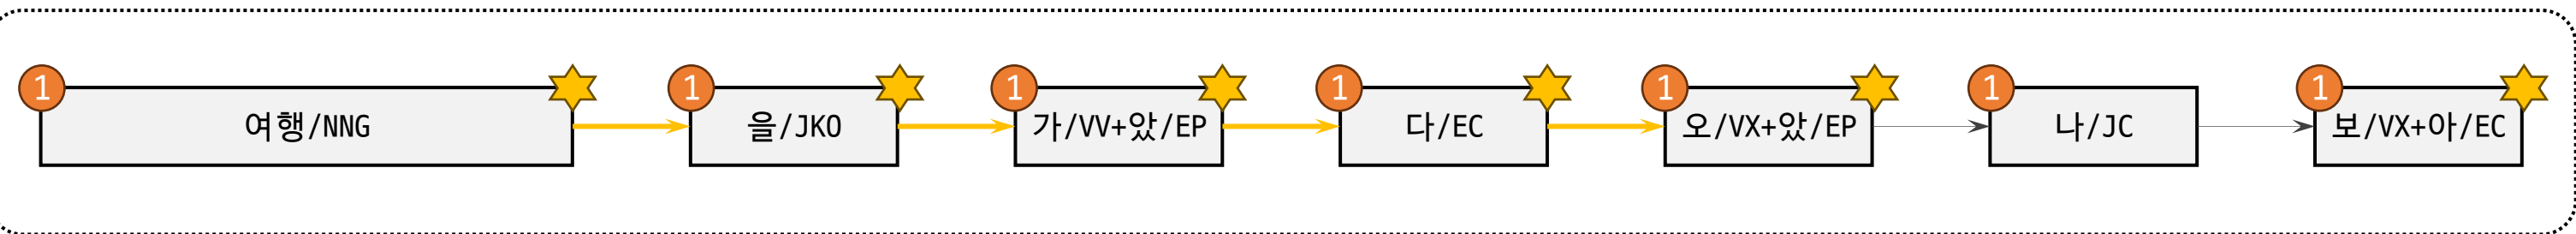 1 여행/NNG 1 을/JKO 1 가/VV+았/EP 1 다/EC 1 오/VX+았/EP 1 나/JC 1 보/VX+아/EC